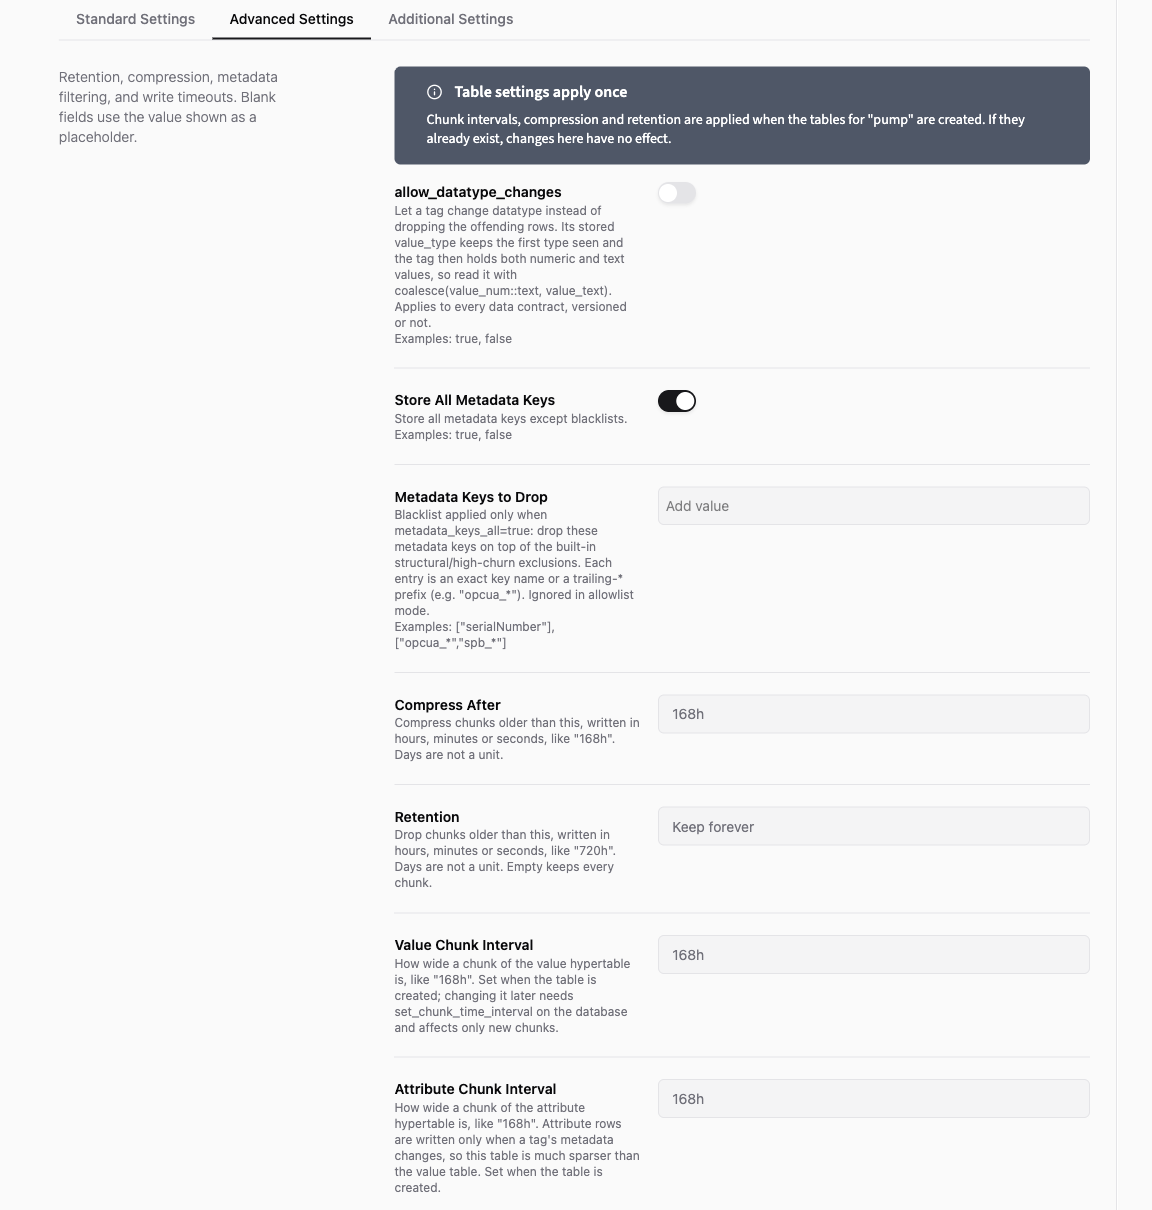 Standard Settings
Advanced Settings
Additional Settings
Retention, compression, metadata
filtering, and write timeouts. Blank
fields use the value shown as a
placeholder.
Table settings apply once
Chunk intervals, compression and retention are applied when the tables for "pump" are created. If they
already exist, changes here have no effect.
allow_datatype_changes
Let a tag change datatype instead of
dropping the offending rows. Its stored
value_type keeps the first type seen and
the tag then holds both numeric and text
values, so read it with
coalesce(value_num::text, value_text).
Applies to every data contract, versioned
or not.
Examples: true, false
Store All Metadata Keys
Store all metadata keys except blacklists.
Examples: true, false
Metadata Keys to Drop
Blacklist applied only when
metadata_keys_all=true: drop these
metadata keys on top of the built-in
structural/high-churn exclusions. Each
entry is an exact key name or a trailing-*
prefix (e.g. "opcua_*"). Ignored in allowlist
mode.
Examples: ["serialNumber"],
["opcua_*","spb_*"]
Add value
Compress After
Compress chunks older than this, written in
hours, minutes or seconds, like "168h".
Days are not a unit.
168h
Retention
Drop chunks older than this, written in
hours, minutes or seconds, like "720h".
Days are not a unit. Empty keeps every
chunk.
Keep forever
Value Chunk Interval
How wide a chunk of the value hypertable
is, like "168h". Set when the table is
created; changing it later needs
set_chunk_time_interval on the database
and affects only new chunks.
168h
Attribute Chunk Interval
How wide a chunk of the attribute
hypertable is, like "168h". Attribute rows
are written only when a tag's metadata
changes, so this table is much sparser than
the value table. Set when the table is
created.
168h